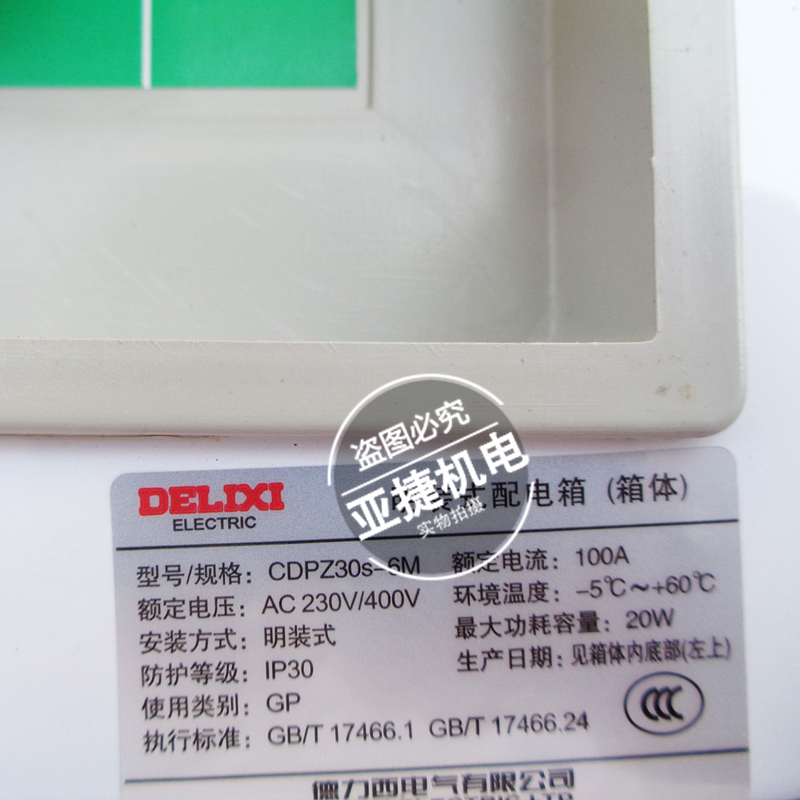 盗图必究
亚捷机电
实物拍摄
DELIXI
ELECTRIC
配电箱 (箱体)
型号/规格: CDPZ30s-6M
额定电流: 100A
额定电压: AC 230V/400V
环境温度: -5℃~+60℃
安装方式: 明装式
最大功耗容量: 20W
防护等级: IP30
生产日期: 见箱体内底部(左上)
使用类别: GP
CCC
执行标准: GB/T 17466.1 GB/T 17466.24
德力西电气有限公司